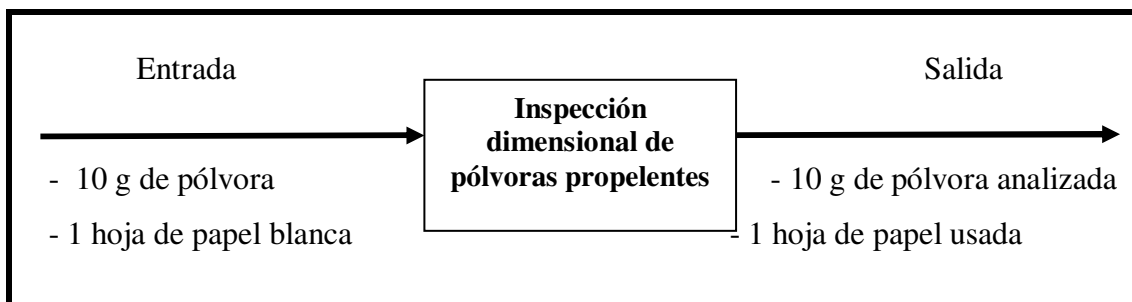 Entrada
- 10 g de pólvora
- 1 hoja de papel blanca
Inspección
dimensional de
pólvoras propelentes
Salida
- 10 g de pólvora analizada
- 1 hoja de papel usada